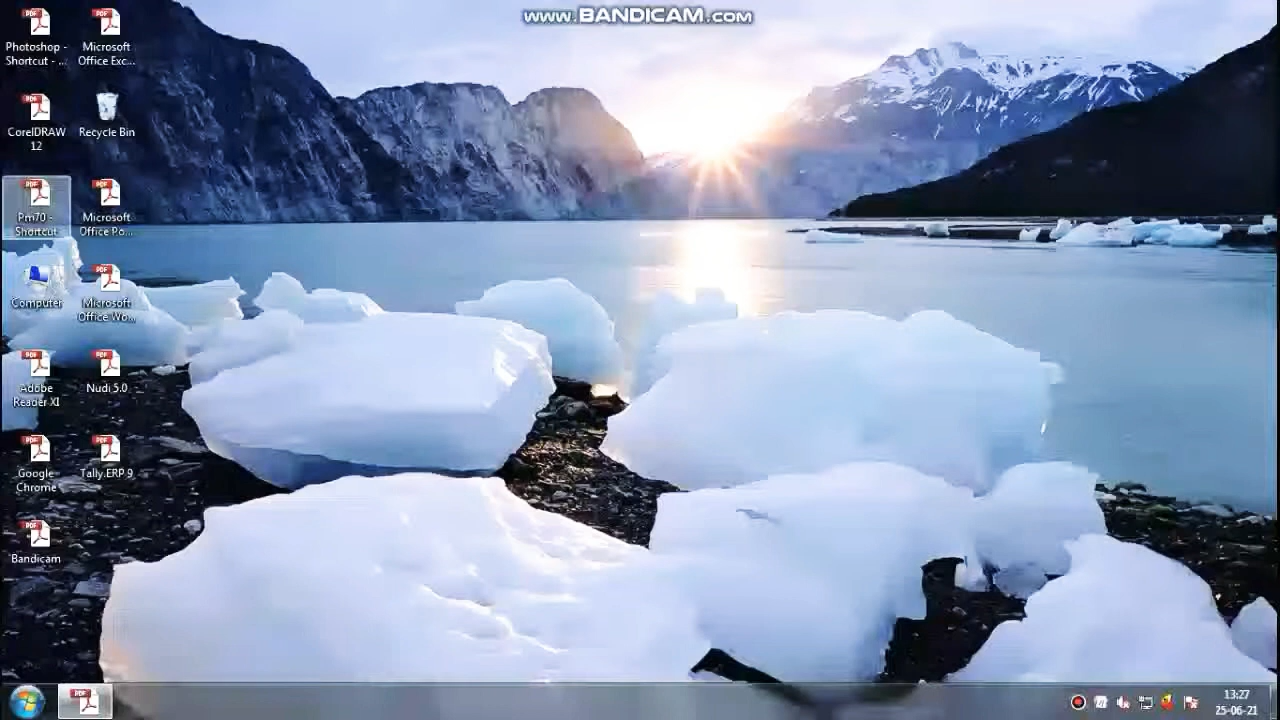 www.BANDICAM.com
Photoshop -
Shortcut - ...
Microsoft
Office Exc...
CorelDRAW
12
Recycle Bin
Pm70 -
Shortcut
Microsoft
Office Po...
Computer
Microsoft
Office Wo...
Adobe
Reader XI
Nudi 5.0
Google
Chrome
Tally.ERP 9
Bandicam
13:27
25-06-21